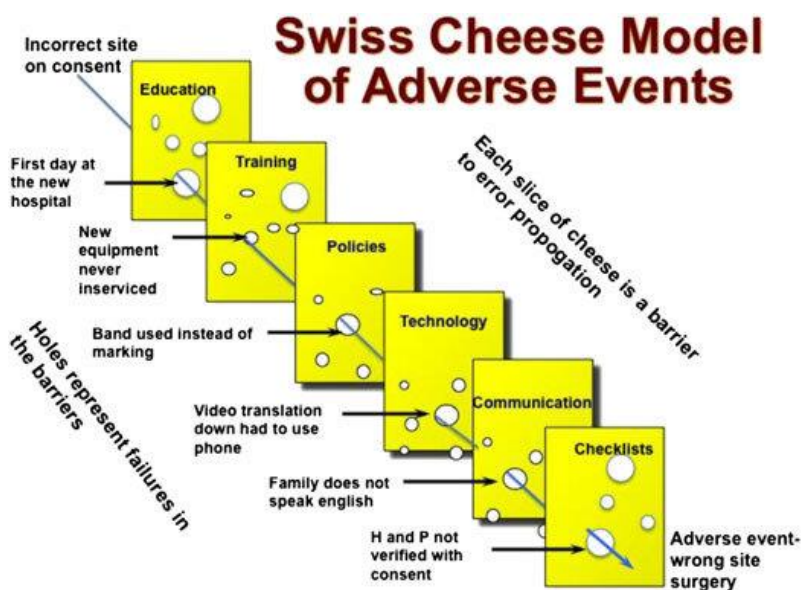 Swiss Cheese Model
of Adverse Events
Incorrect site
on consent
Education
First day at
the new
hospital
Training
New
equipment
never
inserviced
Policies
Band used instead of
marking
Technology
Video translation
down had to use
phone
Communication
Family does not
speak english
Checklists
H and P not
verified with
consent
Adverse event-
wrong site
surgery
Each slice of cheese is a barrier
to error propogation
Holes represent failures in
the barriers